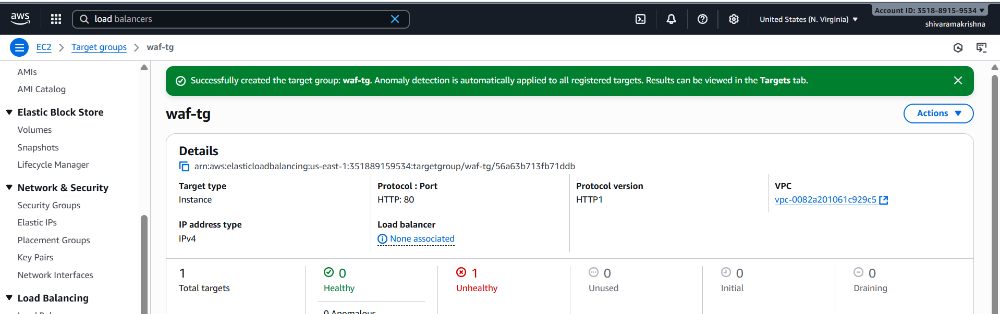 aws
load balancers
United States (N. Virginia)
Account ID: 3518-8915-9534
shivaramakrishna
EC2 > Target groups > waf-tg
AMIs
AMI Catalog
Elastic Block Store
Volumes
Snapshots
Lifecycle Manager
Network & Security
Security Groups
Elastic IPs
Placement Groups
Key Pairs
Network Interfaces
Load Balancing
Successfully created the target group: waf-tg. Anomaly detection is automatically applied to all registered targets. Results can be viewed in the Targets tab.
waf-tg
Actions
Details
arn:aws:elasticloadbalancing:us-east-1:351889159534:targetgroup/waf-tg/56a63b713fb71ddb
Target type
Instance
Protocol : Port
HTTP: 80
Protocol version
HTTP1
VPC
vpc-0082a201061c929c5
IP address type
IPv4
Load balancer
None associated
1
Total targets
0
Healthy
0 Anomalous
1
Unhealthy
0
Unused
0
Initial
0
Draining